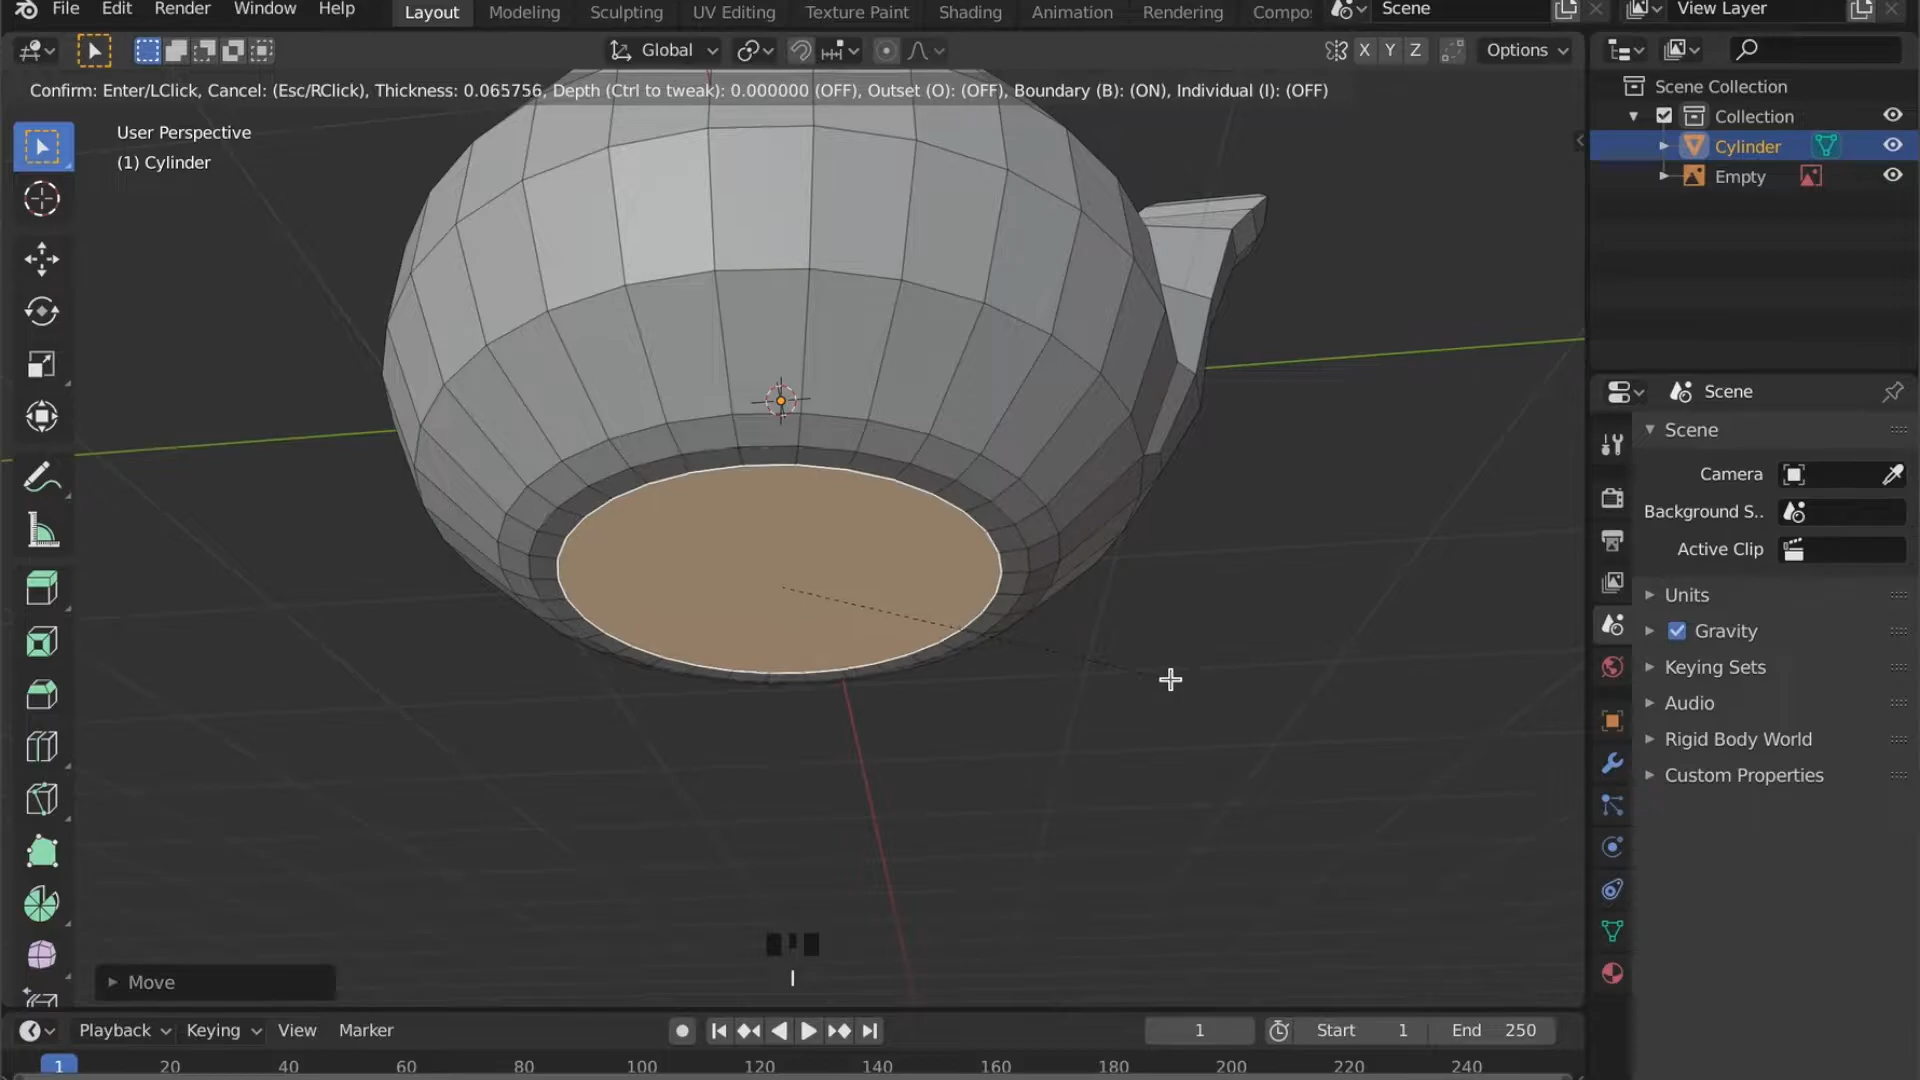 File Edit Render Window Help Layout Modeling Sculpting UV Editing Texture Paint Shading Animation Rendering Compo Scene View Layer
Global X Y Z Options
Confirm: Enter/LClick, Cancel: (Esc/RClick), Thickness: 0.065756, Depth (Ctrl to tweak): 0.000000 (OFF), Outset (O): (OFF), Boundary (B): (ON), Individual (I): (OFF)
User Perspective
(1) Cylinder
Scene Collection
Collection
Cylinder
Empty
Scene
Scene
Camera
Background S..
Active Clip
Units
Gravity
Keying Sets
Audio
Rigid Body World
Custom Properties
I
Move
Playback Keying View Marker 1 Start 1 End 250
1 20 40 60 80 100 120 140 160 180 200 220 240